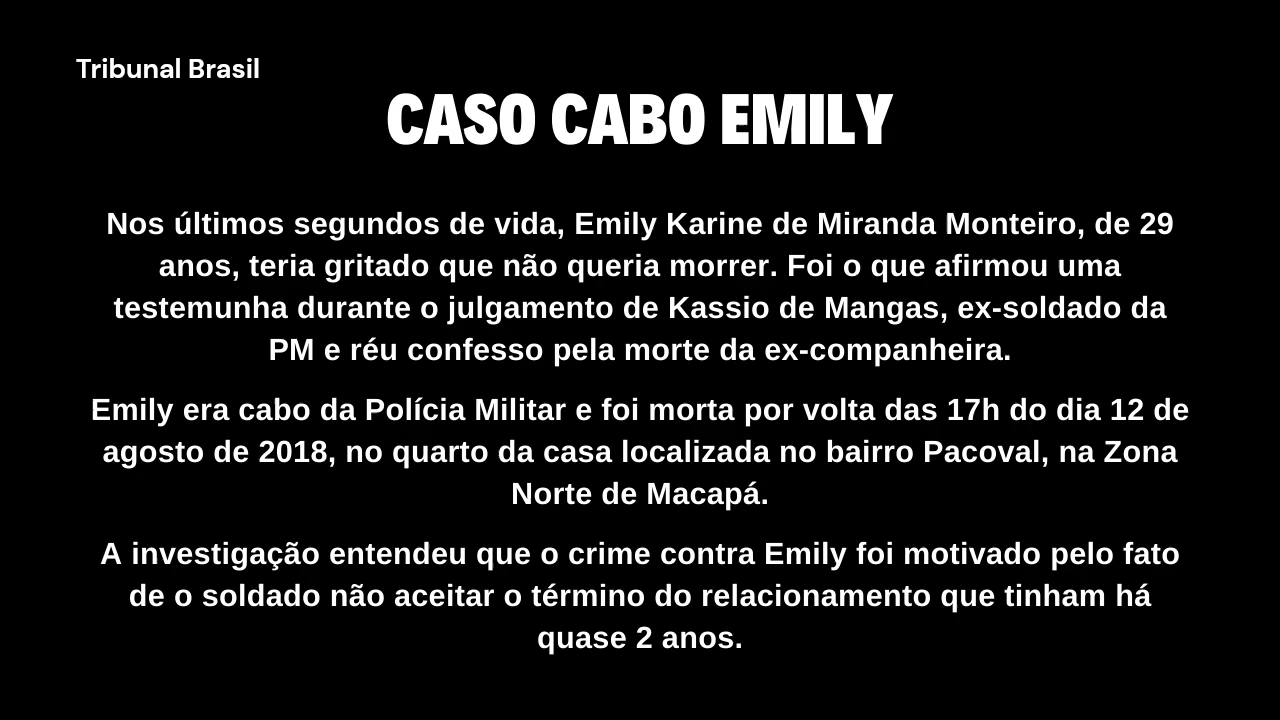 Tribunal Brasil
CASO CABO EMILY
Nos últimos segundos de vida, Emily Karine de Miranda Monteiro, de 29
anos, teria gritado que não queria morrer. Foi o que afirmou uma
testemunha durante o julgamento de Kassio de Mangas, ex-soldado da
PM e réu confesso pela morte da ex-companheira.
Emily era cabo da Polícia Militar e foi morta por volta das 17h do dia 12 de
agosto de 2018, no quarto da casa localizada no bairro Pacoval, na Zona
Norte de Macapá.
A investigação entendeu que o crime contra Emily foi motivado pelo fato
de o soldado não aceitar o término do relacionamento que tinham há
quase 2 anos.